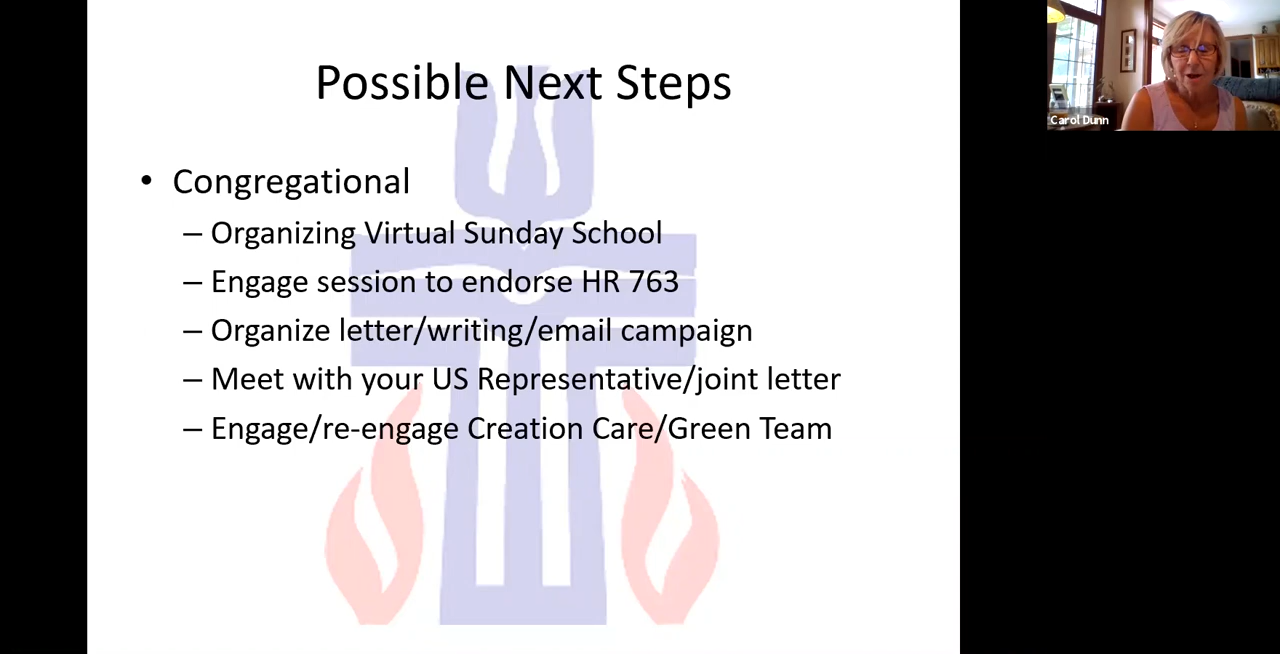 Possible Next Steps
• Congregational
– Organizing Virtual Sunday School
– Engage session to endorse HR 763
– Organize letter/writing/email campaign
– Meet with your US Representative/joint letter
– Engage/re-engage Creation Care/Green Team
Carol Dunn